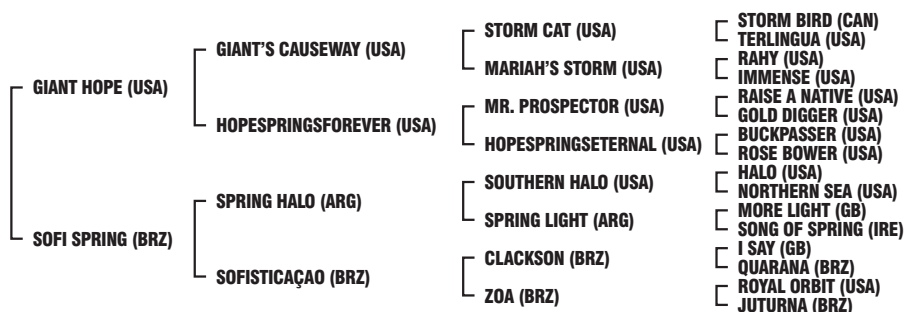 GIANT HOPE (USA)
SOFI SPRING (BRZ)
GIANT'S CAUSEWAY (USA)
HOPESPRINGSFOREVER (USA)
SPRING HALO (ARG)
SOFISTICAÇAO (BRZ)
STORM CAT (USA)
MARIAH'S STORM (USA)
MR. PROSPECTOR (USA)
HOPESPRINGSETERNAL (USA)
SOUTHERN HALO (USA)
SPRING LIGHT (ARG)
CLACKSON (BRZ)
ZOA (BRZ)
STORM BIRD (CAN)
TERLINGUA (USA)
RAHY (USA)
IMMENSE (USA)
RAISE A NATIVE (USA)
GOLD DIGGER (USA)
BUCKPASSER (USA)
ROSE BOWER (USA)
HALO (USA)
NORTHERN SEA (USA)
MORE LIGHT (GB)
SONG OF SPRING (IRE)
I SAY (GB)
QUARANA (BRZ)
ROYAL ORBIT (USA)
JUTURNA (BRZ)